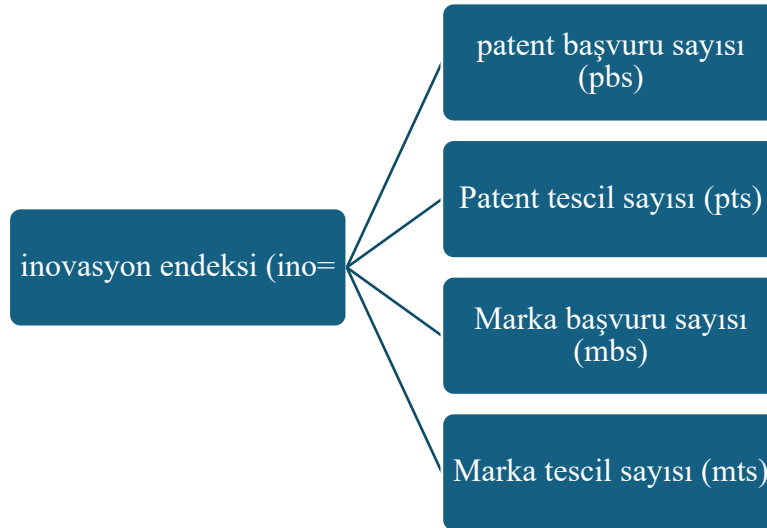 inovasyon endeksi (ino=
patent başvuru sayısı
(pbs)
Patent tescil sayısı (pts)
Marka başvuru sayısı
(mbs)
Marka tescil sayısı (mts)